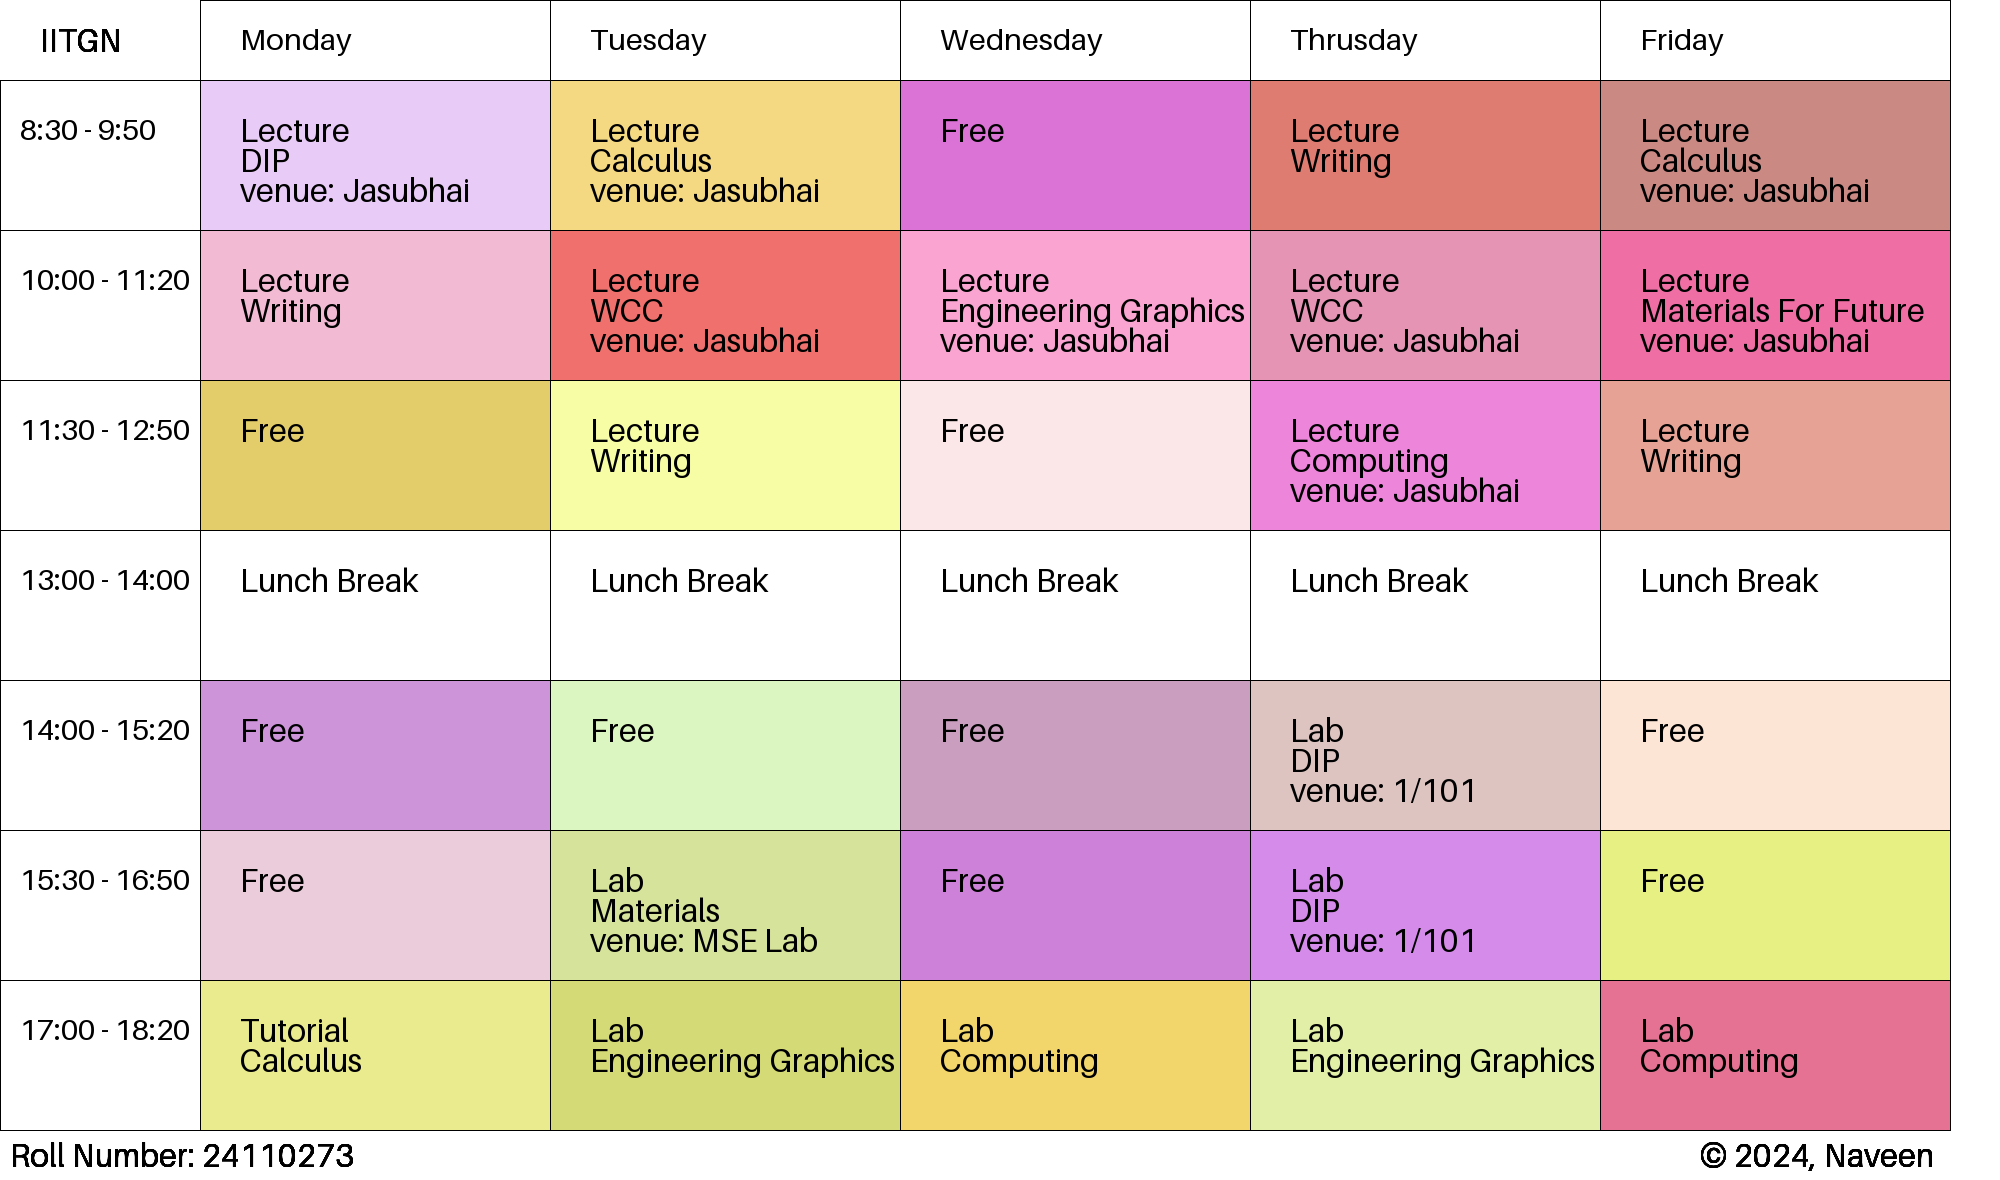 IITGN
Monday
Tuesday
Wednesday
Thrusday
Friday
8:30 - 9:50
Lecture
DIP
venue: Jasubhai
Lecture
Calculus
venue: Jasubhai
Free
Lecture
Writing
Lecture
Calculus
venue: Jasubhai
10:00 - 11:20
Lecture
Writing
Lecture
WCC
venue: Jasubhai
Lecture
Engineering Graphics
venue: Jasubhai
Lecture
WCC
venue: Jasubhai
Lecture
Materials For Future
venue: Jasubhai
11:30 - 12:50
Free
Lecture
Writing
Free
Lecture
Computing
venue: Jasubhai
Lecture
Writing
13:00 - 14:00
Lunch Break
Lunch Break
Lunch Break
Lunch Break
Lunch Break
14:00 - 15:20
Free
Free
Free
Lab
DIP
venue: 1/101
Free
15:30 - 16:50
Free
Lab
Materials
venue: MSE Lab
Free
Lab
DIP
venue: 1/101
Free
17:00 - 18:20
Tutorial
Calculus
Lab
Engineering Graphics
Lab
Computing
Lab
Engineering Graphics
Lab
Computing
Roll Number: 24110273
© 2024, Naveen